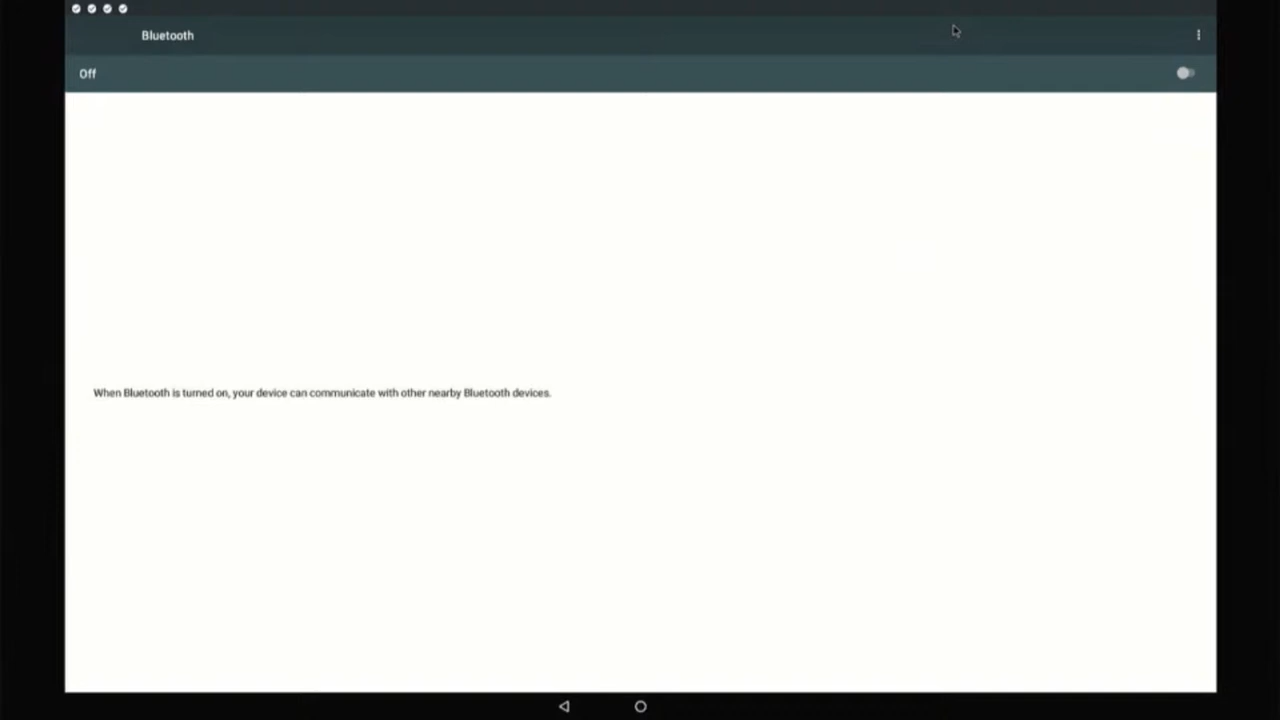 Bluetooth
Off
When Bluetooth is turned on, your device can communicate with other nearby Bluetooth devices.